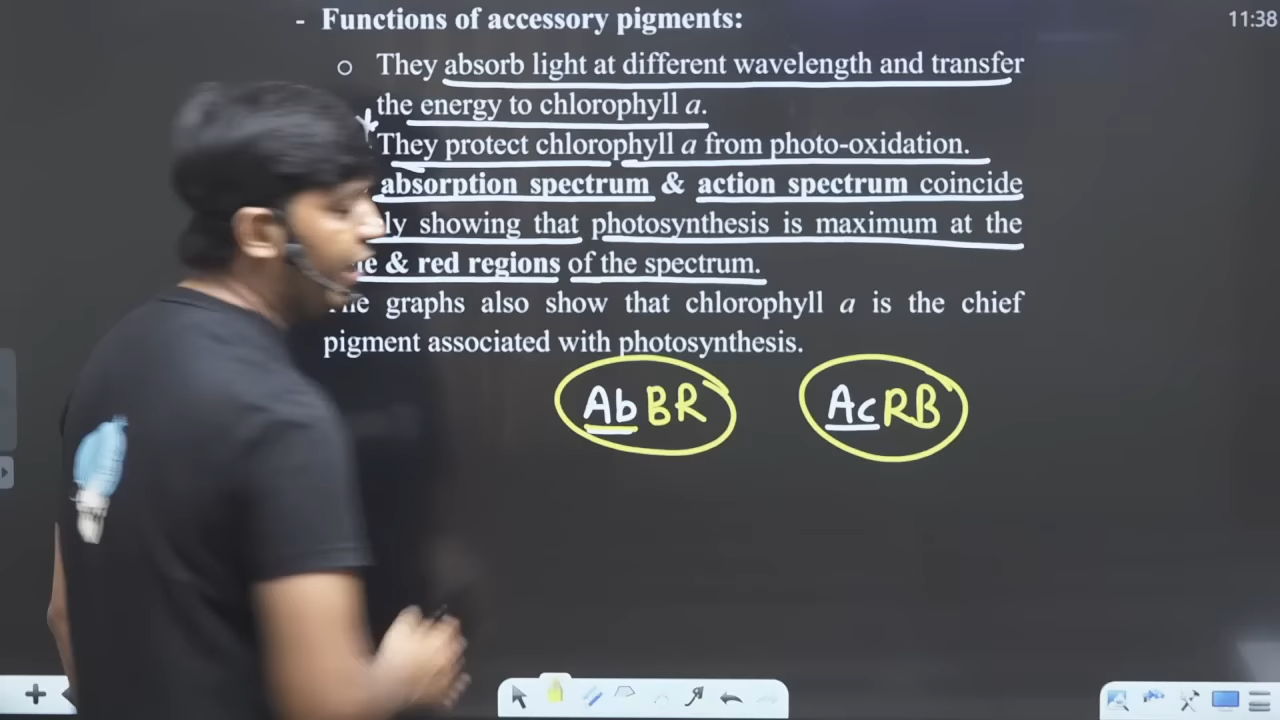 - Functions of accessory pigments:
11:38
o They absorb light at different wavelength and transfer
the energy to chlorophyll a.
They protect chlorophyll a from photo-oxidation.
absorption spectrum & action spectrum coincide
showing that photosynthesis is maximum at the
& red regions of the spectrum.
graphs also show that chlorophyll a is the chief
pigment associated with photosynthesis.
AbBR AcRB